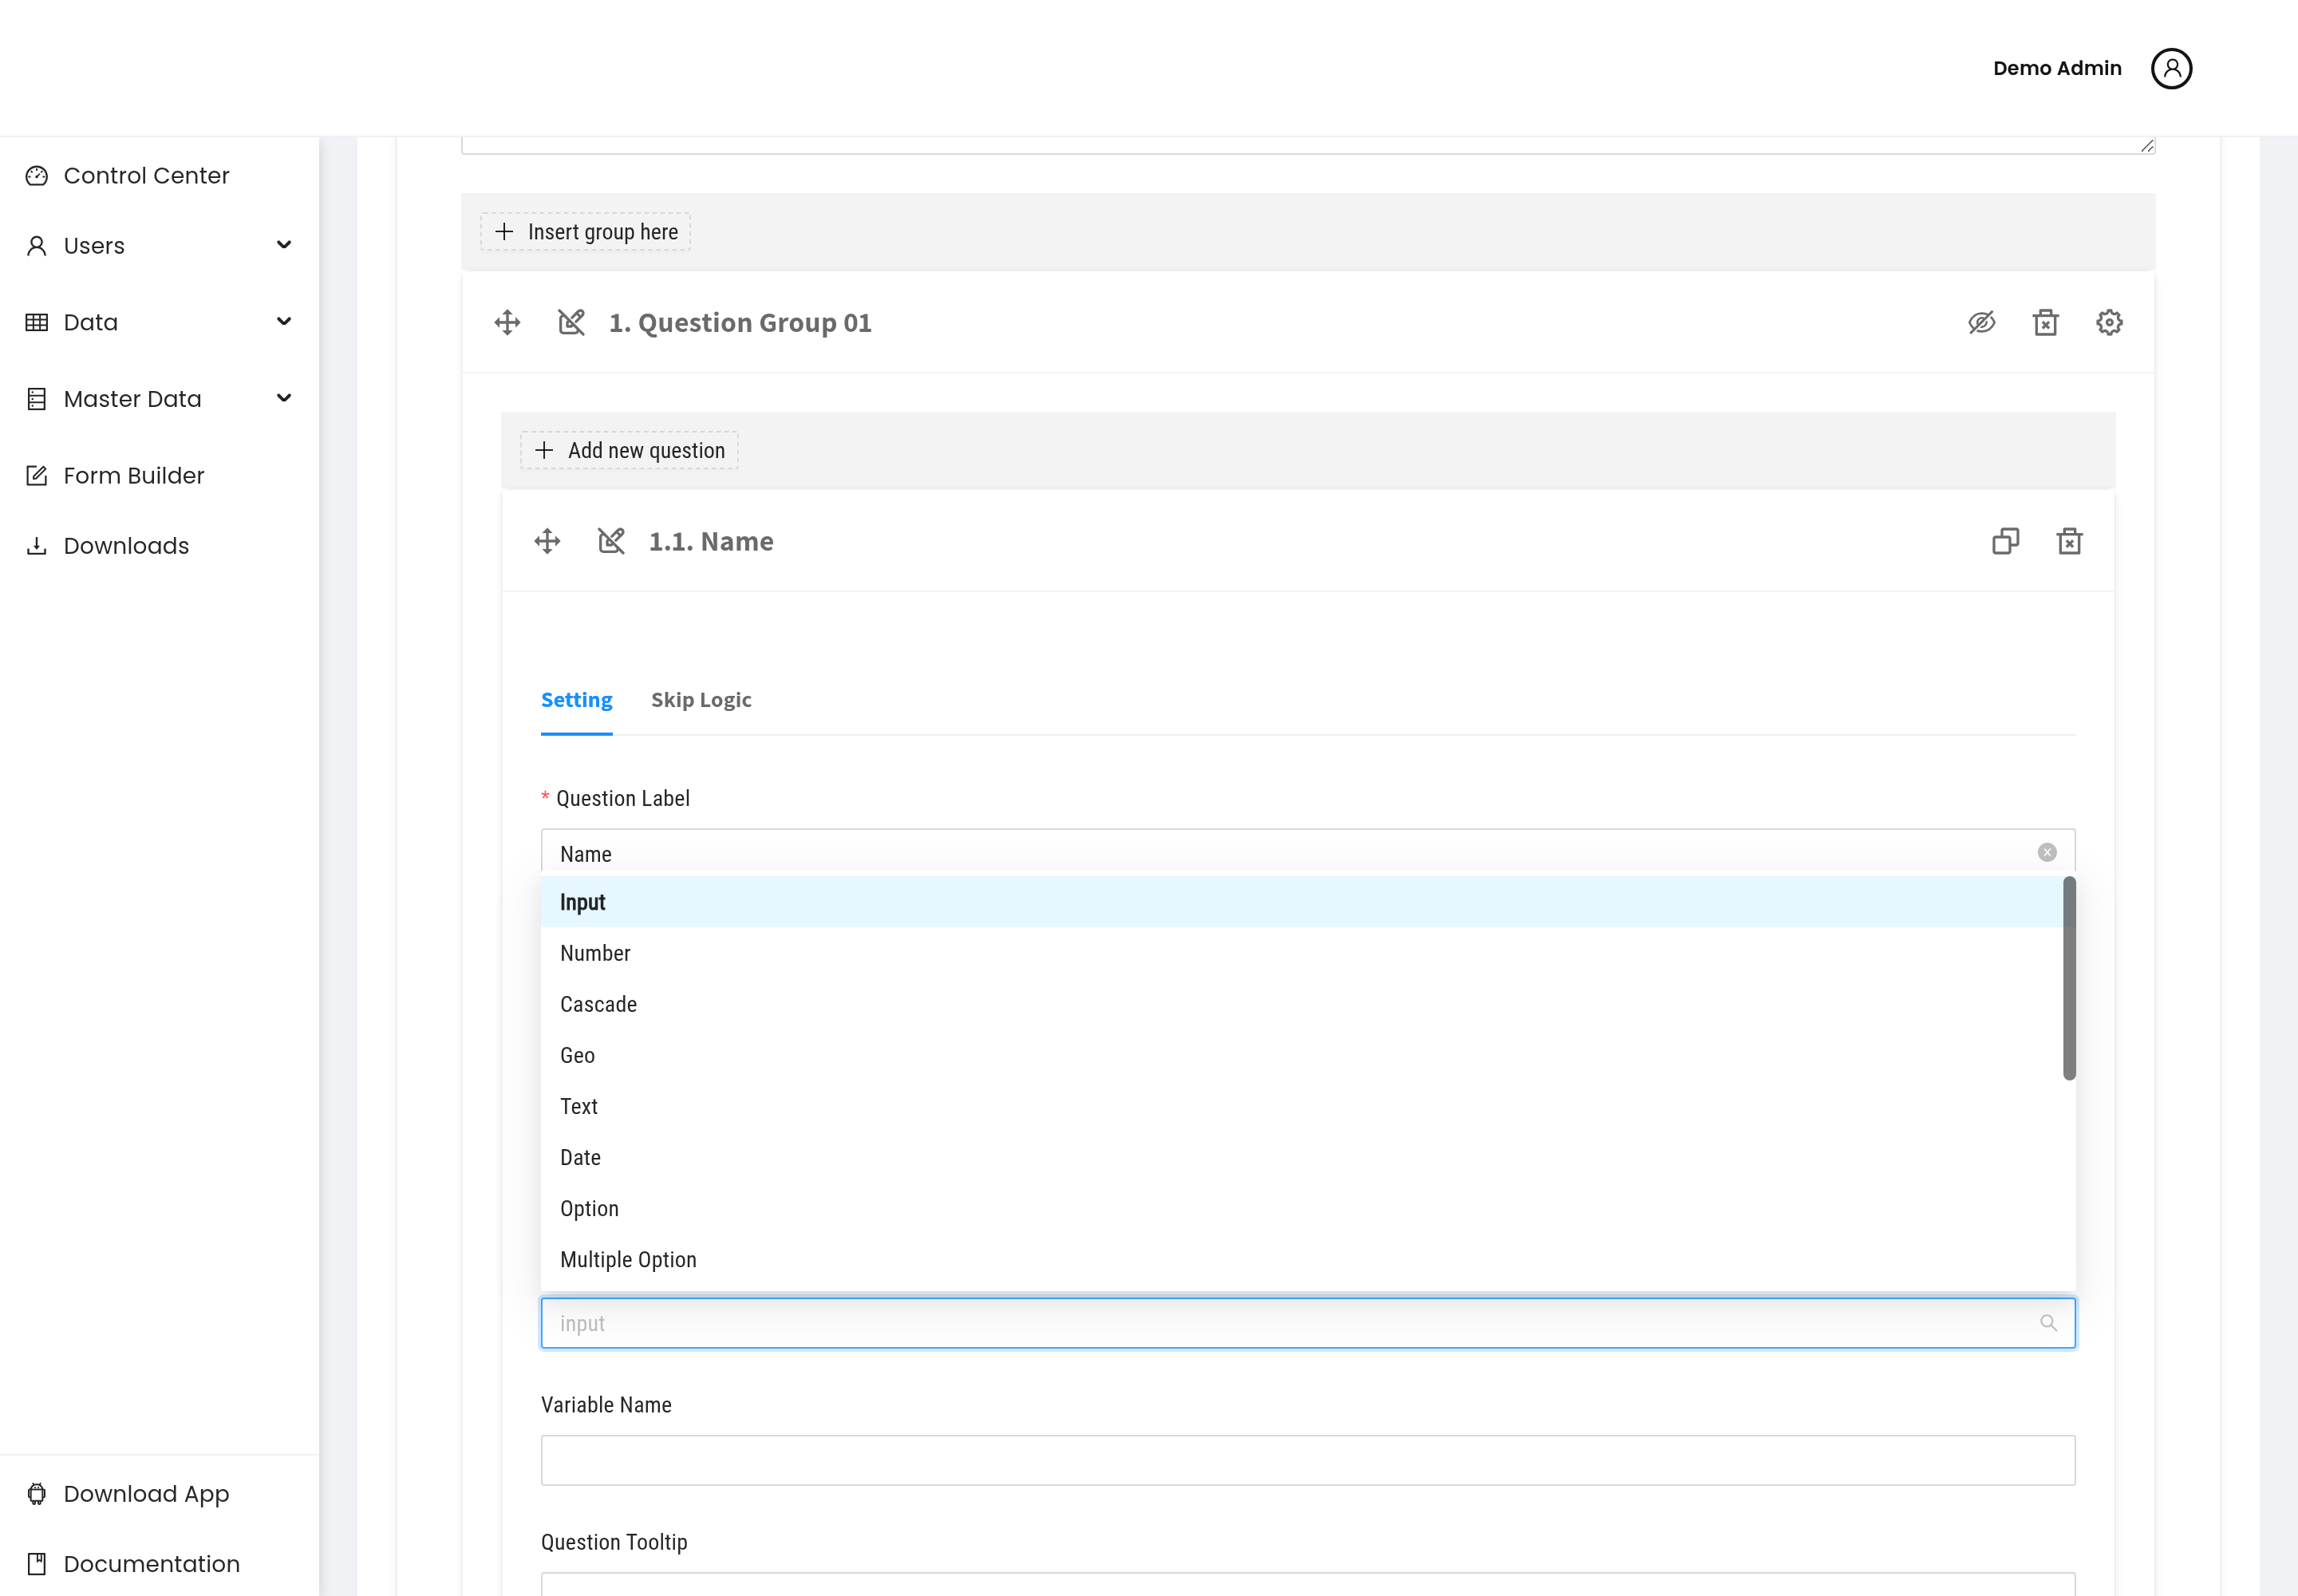 Demo Admin
Control Center
Users
Data
Master Data
Form Builder
Downloads
Download App
Documentation
Insert group here
1. Question Group 01
Add new question
1.1. Name
Setting Skip Logic
* Question Label
Name
Input
Number
Cascade
Geo
Text
Date
Option
Multiple Option
input
Variable Name
Question Tooltip